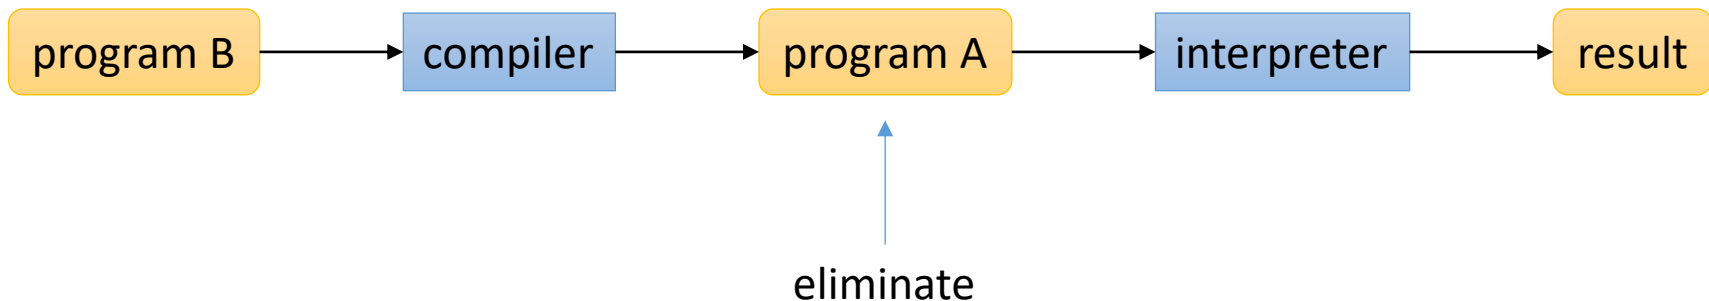 program B
compiler
program A
interpreter
result
eliminate